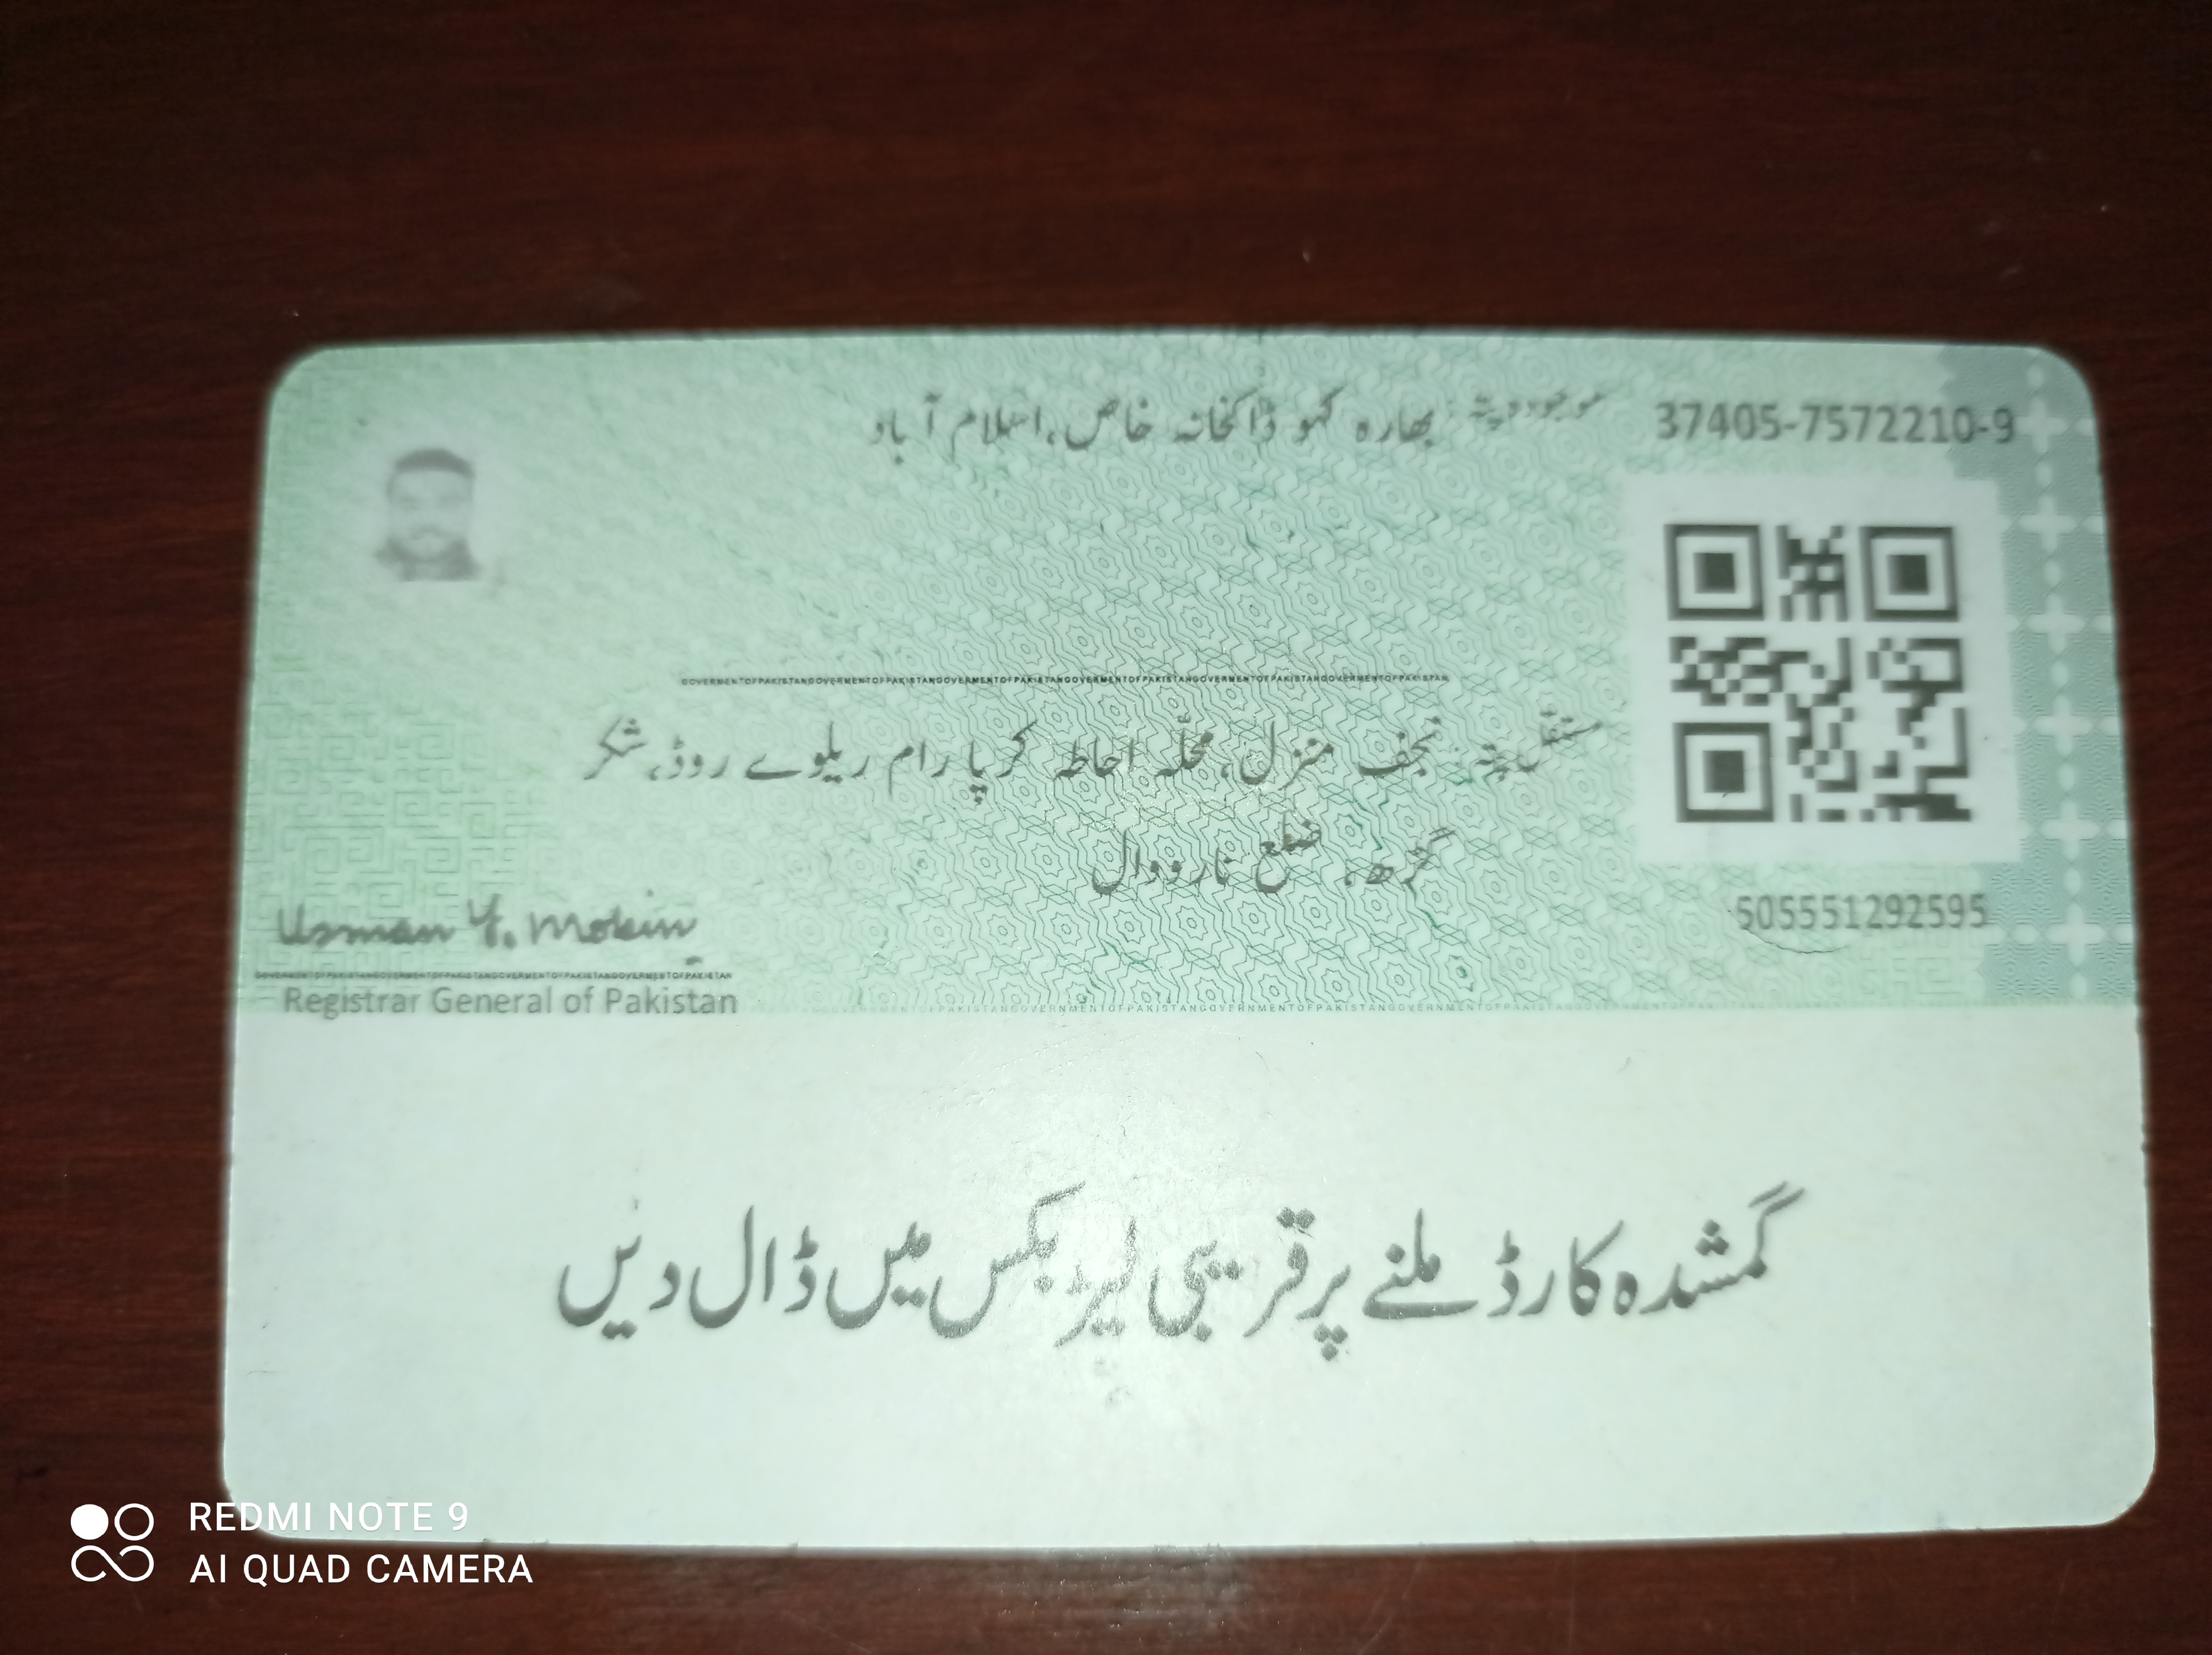 موجودہ پتہ: بھارہ کہو ڈاکخانہ خاص، اسلام آباد
37405-7572210-9
GOVERMENTOFPAKISTANGOVERMENTOFPAKISTANGOVERMENTOFPAKISTANGOVERMENTOFPAKISTANGOVERMENTOFPAKISTAN
مستقل پتہ: نجف منزل، محلّہ احاطہ کرپا رام ریلوے روڈ، شکر
گڑھ، ضلع نارووال
505551292595
Usman Y. Mobin
GOVERMENTOFPAKISTANGOVERMENTOFPAKISTANGOVERMENTOFPAKISTANGOVERMENTOFPAKISTAN
Registrar General of Pakistan
گمشدہ کارڈ ملنے پر قریبی لیٹر بکس میں ڈال دیں
REDMI NOTE 9
AI QUAD CAMERA